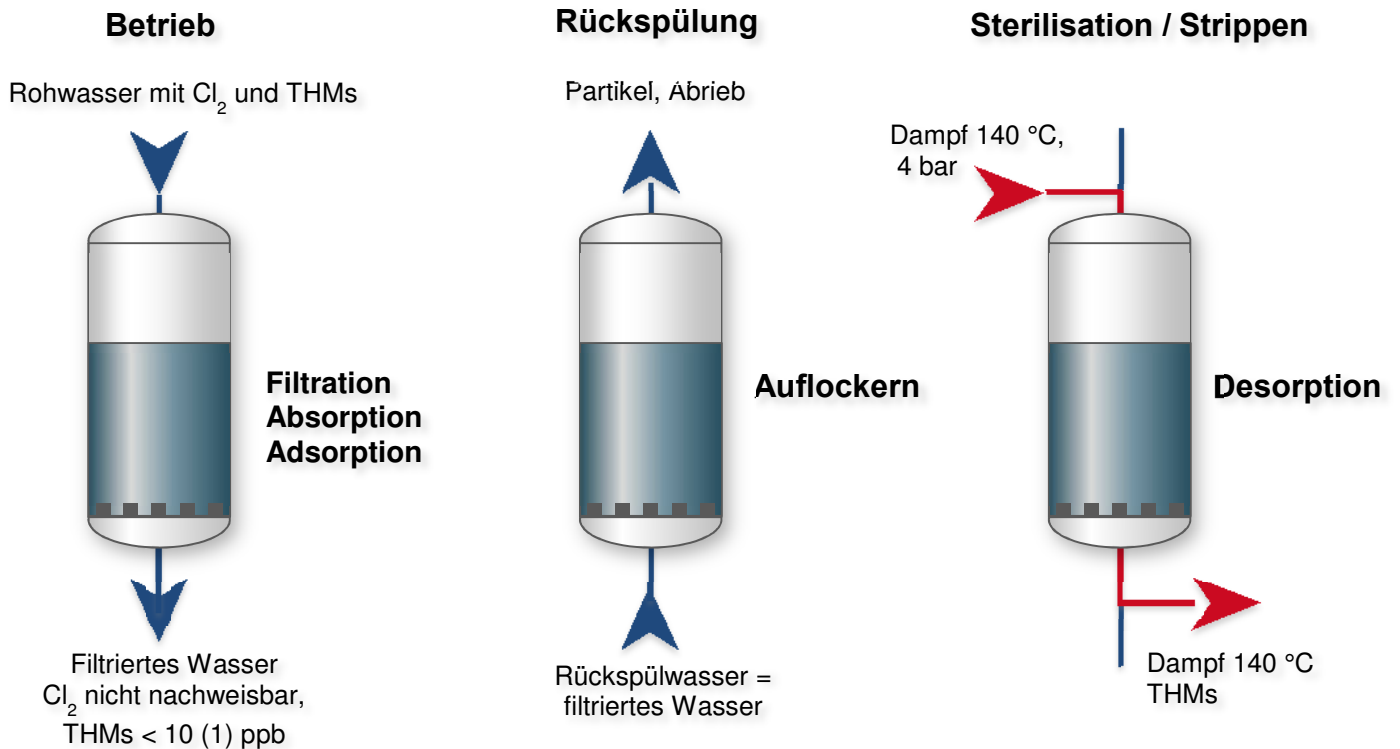 Betrieb
Rohwasser mit Cl2 und THMs
Filtration
Absorption
Adsorption
Filtriertes Wasser
Cl2 nicht nachweisbar,
THMs < 10 (1) ppb
Rückspülung
Partikel, Abrieb
Auflockern
Rückspülwasser =
filtriertes Wasser
Sterilisation / Strippen
Dampf 140 °C,
4 bar
Desorption
Dampf 140 °C
THMs